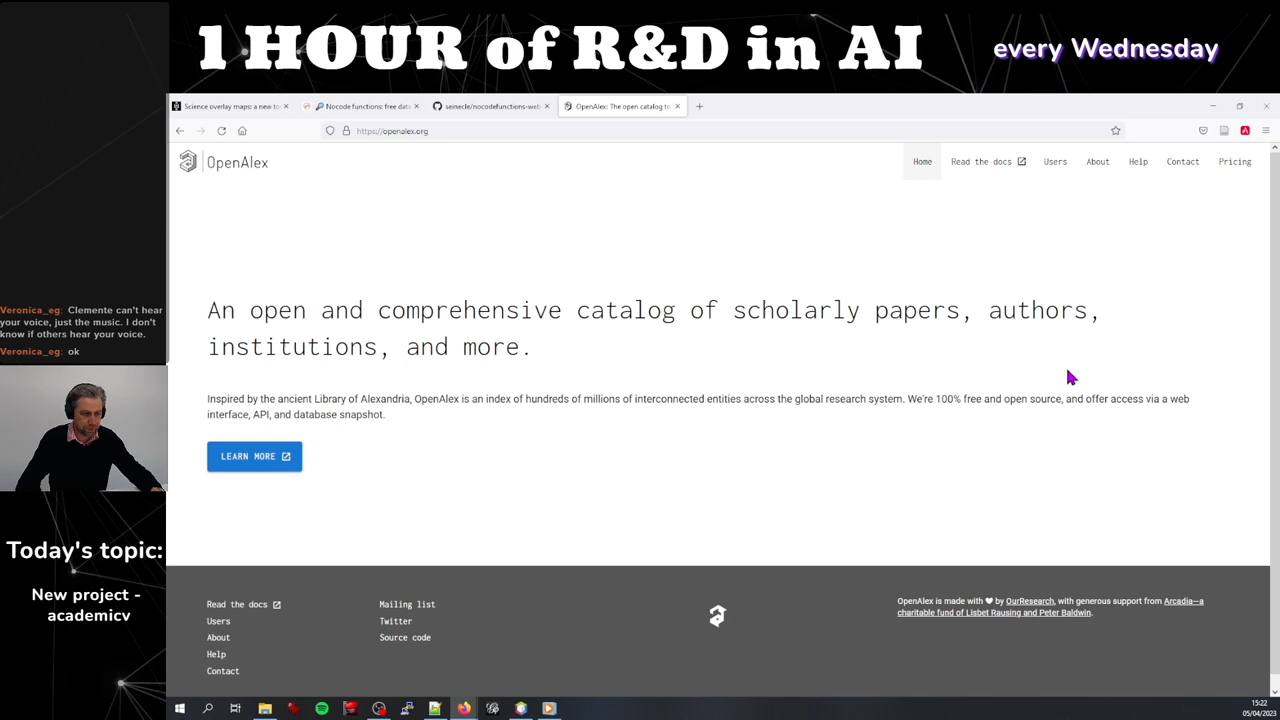 1 HOUR of R&D in AI
every Wednesday
Science overlay maps: a new to
Nocode functions: free dat
seinecle/nocodefunctions-web
OpenAlex: The open catalog to
https://openalex.org
OpenAlex
Home
Read the docs
Users
About
Help
Contact
Pricing
An open and comprehensive catalog of scholarly papers, authors,
institutions, and more.
Inspired by the ancient Library of Alexandria, OpenAlex is an index of hundreds of millions of interconnected entities across the global research system. We're 100% free and open source, and offer access via a web
interface, API, and database snapshot.
LEARN MORE
Veronica_eg: Clemente can't hear
your voice, just the music. I don't
know if others hear your voice.
Veronica_eg: ok
Today's topic:
New project -
academicv
Read the docs
Users
About
Help
Contact
Mailing list
Twitter
Source code
OpenAlex is made with ♥ by OurResearch, with generous support from Arcadia—a
charitable fund of Lisbet Rausing and Peter Baldwin.
15:22
05/04/2023